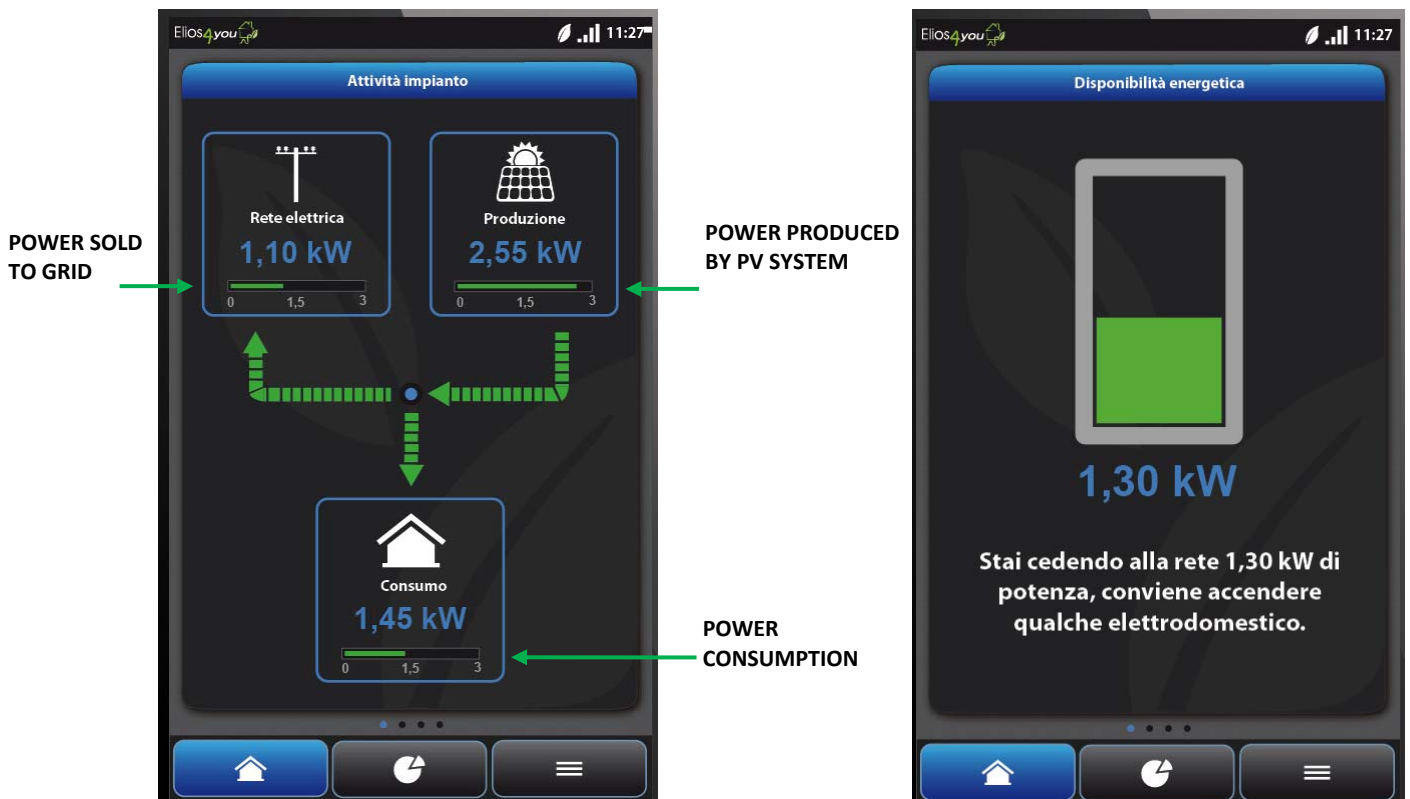 Elios4you
11:27
Attività impianto
Rete elettrica
1,10 kW
0 1,5 3
Produzione
2,55 kW
0 1,5 3
Consumo
1,45 kW
0 1,5 3
POWER SOLD
TO GRID
POWER PRODUCED
BY PV SYSTEM
POWER
CONSUMPTION
Elios4you
11:27
Disponibilità energetica
1,30 kW
Stai cedendo alla rete 1,30 kW di
potenza, conviene accendere
qualche elettrodomestico.